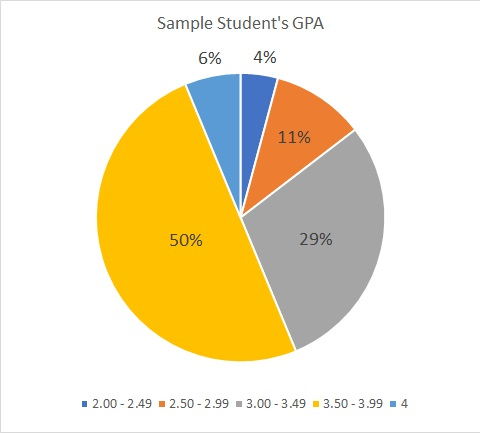 Sample Student's GPA
6% 4%
11%
50% 29%
2.00 - 2.49 2.50 - 2.99 3.00 - 3.49 3.50 - 3.99 4